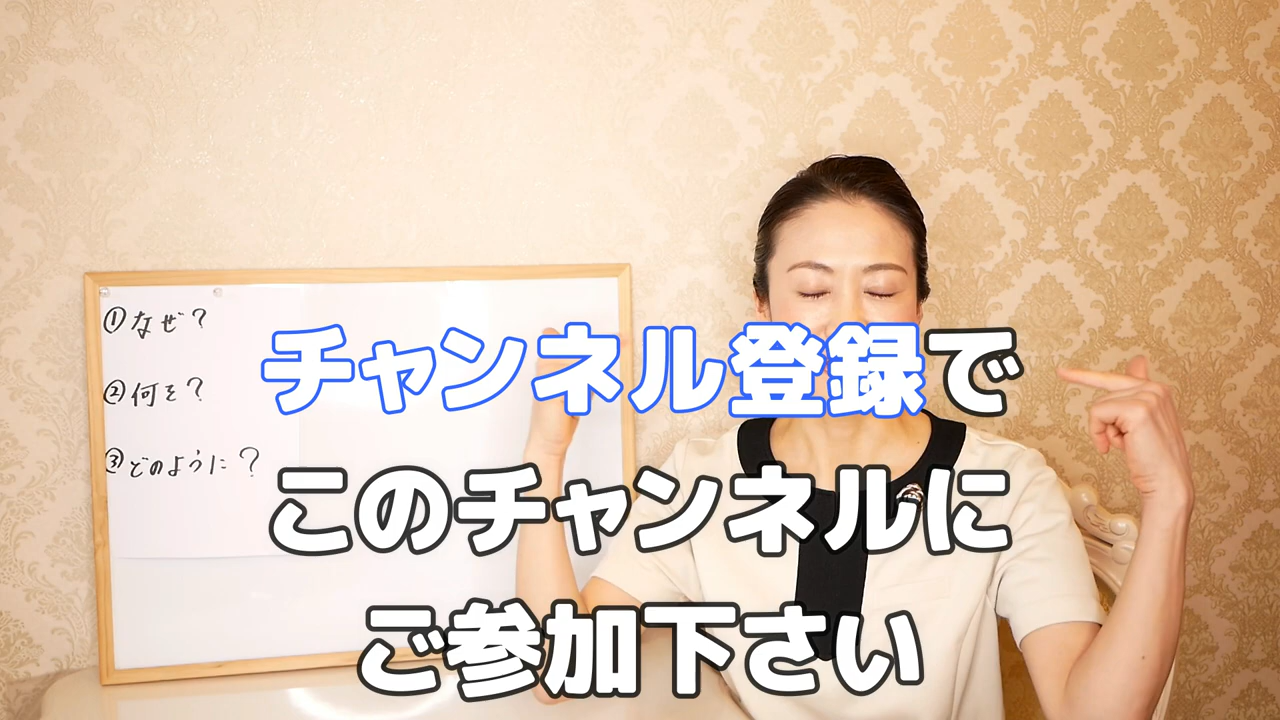 ①なぜ?
②何を?
③どのように?
チャンネル登録で
このチャンネルに
ご参加下さい